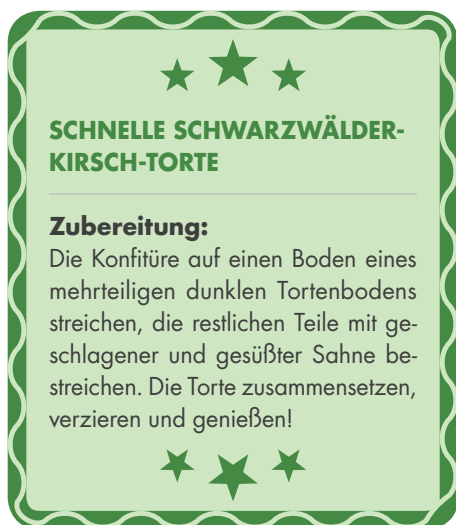 SCHNELLE SCHWARZWÄLDER-
KIRSCH-TORTE
Zubereitung:
Die Konfitüre auf einen Boden eines
mehrteiligen dunklen Tortenbodens
streichen, die restlichen Teile mit ge-
schlagener und gesüßter Sahne be-
streichen. Die Torte zusammensetzen,
verzieren und genießen!